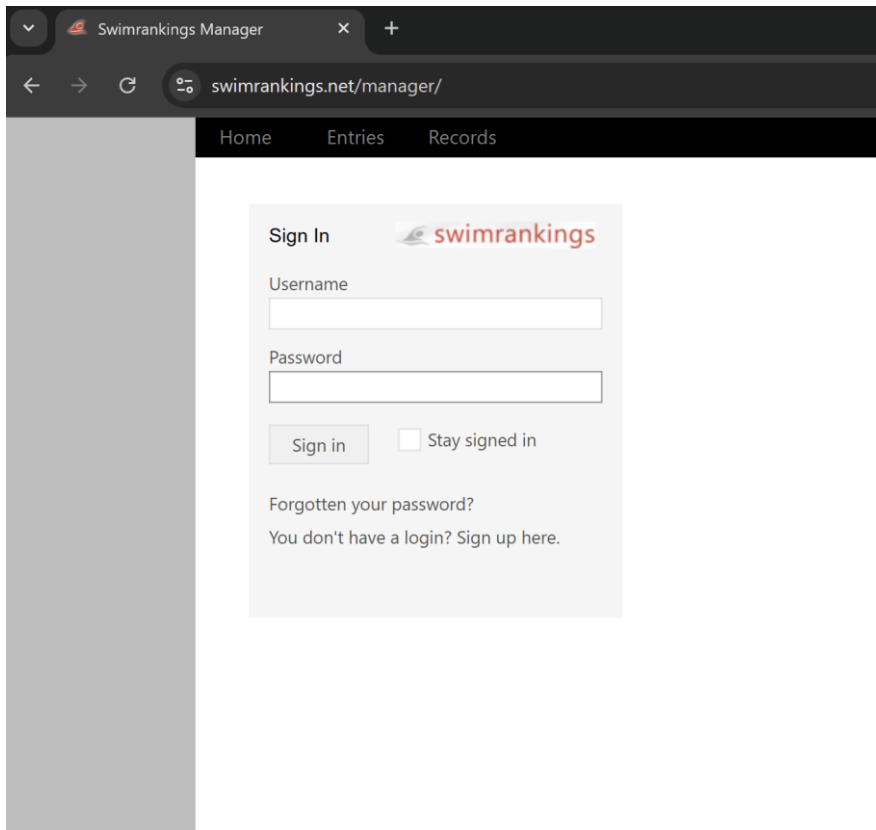 Swimrankings Manager
swimrankings.net/manager/
Home Entries Records
Sign In swimrankings
Username
Password
Sign in Stay signed in
Forgotten your password?
You don't have a login? Sign up here.